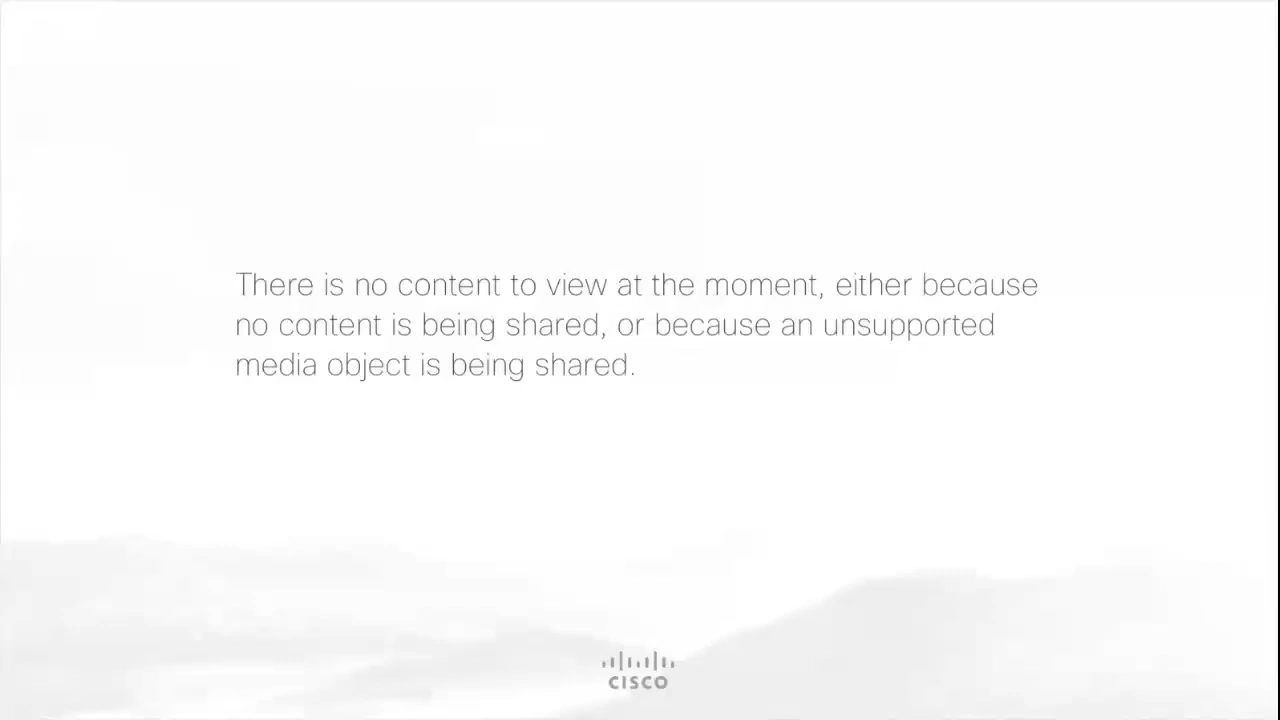 There is no content to view at the moment, either because
no content is being shared, or because an unsupported
media object is being shared.
CISCO